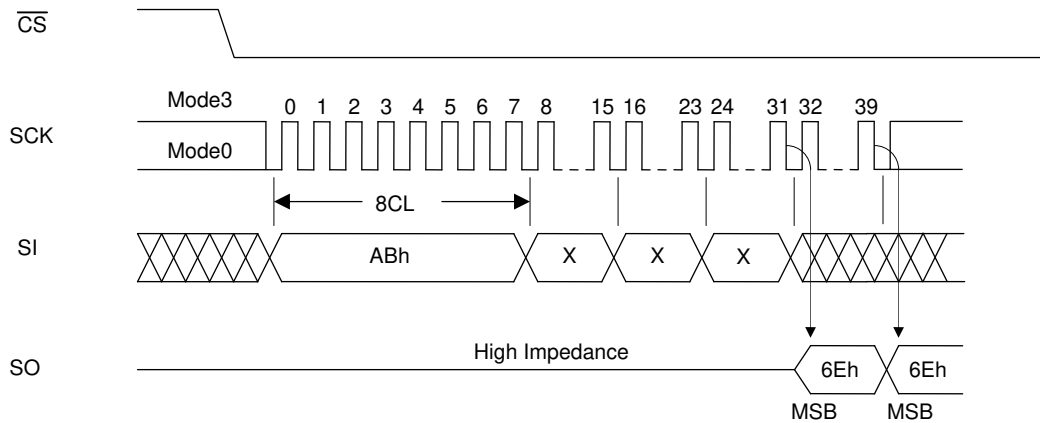 CS
Mode3
0 1 2 3 4 5 6 7 8 15 16 23 24 31 32 39
SCK
Mode0
8CL
SI
ABh X X X
High Impedance
SO
6Eh 6Eh
MSB MSB